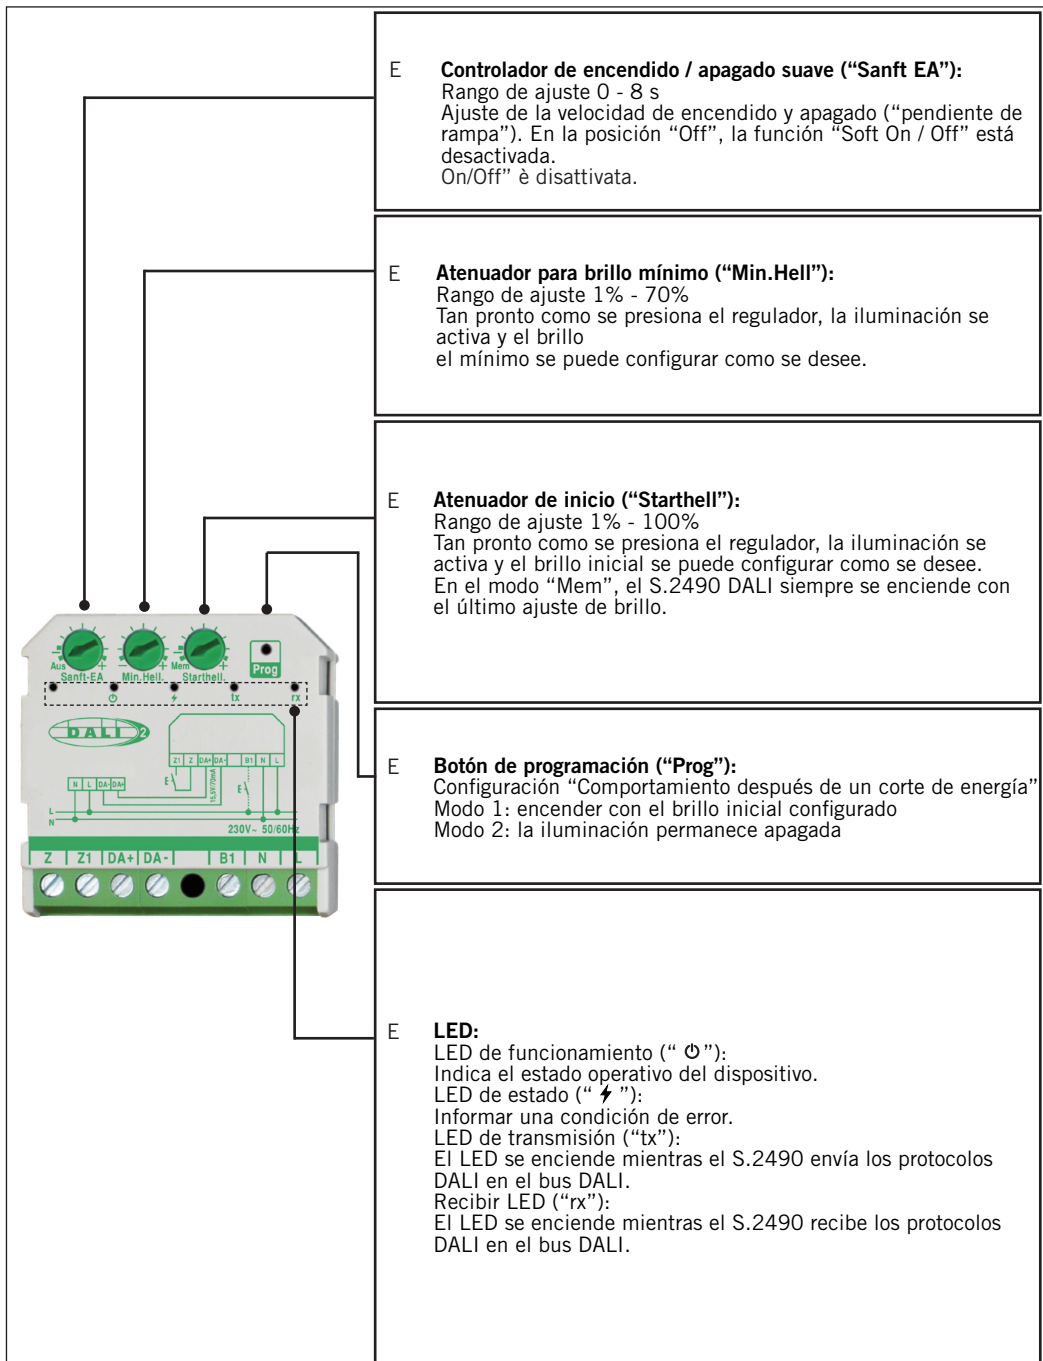 E Controlador de encendido / apagado suave (“Sanft EA”):
Rango de ajuste 0 - 8 s
Ajuste de la velocidad de encendido y apagado (“pendiente de
rampa”). En la posición “Off”, la función “Soft On / Off” está
desactivada.
On/Off” è disattivata.
E Atenuador para brillo mínimo (“Min.Hell”):
Rango de ajuste 1% - 70%
Tan pronto como se presiona el regulador, la iluminación se
activa y el brillo
el mínimo se puede configurar como se desee.
E Atenuador de inicio (“Starthell”):
Rango de ajuste 1% - 100%
Tan pronto como se presiona el regulador, la iluminación se
activa y el brillo inicial se puede configurar como se desee.
En el modo “Mem”, el S.2490 DALI siempre se enciende con
el último ajuste de brillo.
E Botón de programación (“Prog”):
Configuración “Comportamiento después de un corte de energía”
Modo 1: encender con el brillo inicial configurado
Modo 2: la iluminación permanece apagada
E LED:
LED de funcionamiento (“ ⏻”):
Indica el estado operativo del dispositivo.
LED de estado (“ ⚡ ”):
Informar una condición de error.
LED de transmisión (“tx”):
El LED se enciende mientras el S.2490 envía los protocolos
DALI en el bus DALI.
Recibir LED (“rx”):
El LED se enciende mientras el S.2490 recibe los protocolos
DALI en el bus DALI.
Aus - + - + Mem - +
Sanft-EA Min.Hell. Starthell. Prog
⏻ ⚡ tx rx
DALI 2
Z1 Z DA+ DA- B1 N L
E
E
15,5V/70mA
N L DA- DA+
L
N
230V~ 50/60Hz
Z Z1 DA+ DA- B1 N L